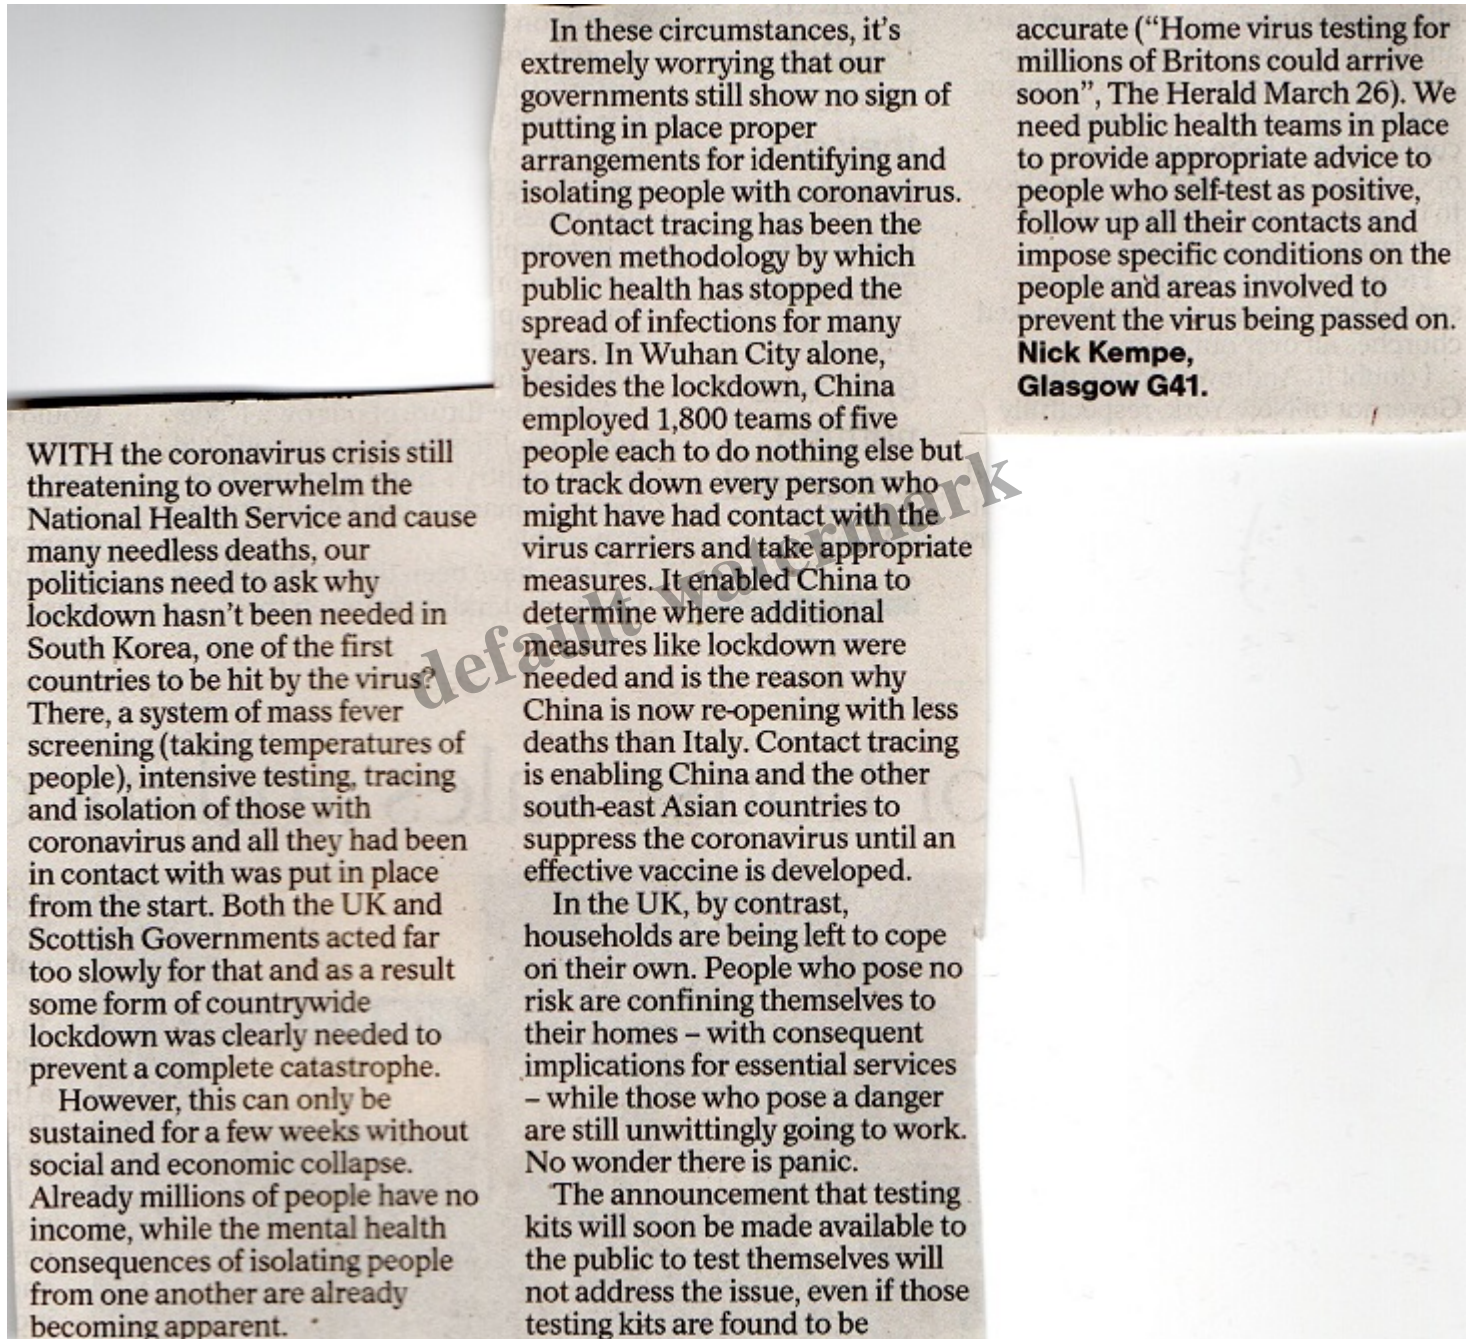 WITH the coronavirus crisis still
threatening to overwhelm the
National Health Service and cause
many needless deaths, our
politicians need to ask why
lockdown hasn't been needed in
South Korea, one of the first
countries to be hit by the virus?
There, a system of mass fever
screening (taking temperatures of
people), intensive testing, tracing
and isolation of those with
coronavirus and all they had been
in contact with was put in place
from the start. Both the UK and
Scottish Governments acted far
too slowly for that and as a result
some form of countrywide
lockdown was clearly needed to
prevent a complete catastrophe.
However, this can only be
sustained for a few weeks without
social and economic collapse.
Already millions of people have no
income, while the mental health
consequences of isolating people
from one another are already
becoming apparent.
In these circumstances, it's
extremely worrying that our
governments still show no sign of
putting in place proper
arrangements for identifying and
isolating people with coronavirus.
Contact tracing has been the
proven methodology by which
public health has stopped the
spread of infections for many
years. In Wuhan City alone,
besides the lockdown, China
employed 1,800 teams of five
people each to do nothing else but
to track down every person who
might have had contact with the
virus carriers and take appropriate
measures. It enabled China to
determine where additional
measures like lockdown were
needed and is the reason why
China is now re-opening with less
deaths than Italy. Contact tracing
is enabling China and the other
south-east Asian countries to
suppress the coronavirus until an
effective vaccine is developed.
In the UK, by contrast,
households are being left to cope
on their own. People who pose no
risk are confining themselves to
their homes – with consequent
implications for essential services
– while those who pose a danger
are still unwittingly going to work.
No wonder there is panic.
The announcement that testing
kits will soon be made available to
the public to test themselves will
not address the issue, even if those
testing kits are found to be
accurate (“Home virus testing for
millions of Britons could arrive
soon”, The Herald March 26). We
need public health teams in place
to provide appropriate advice to
people who self-test as positive,
follow up all their contacts and
impose specific conditions on the
people and areas involved to
prevent the virus being passed on.
Nick Kempe,
Glasgow G41.
default watermark